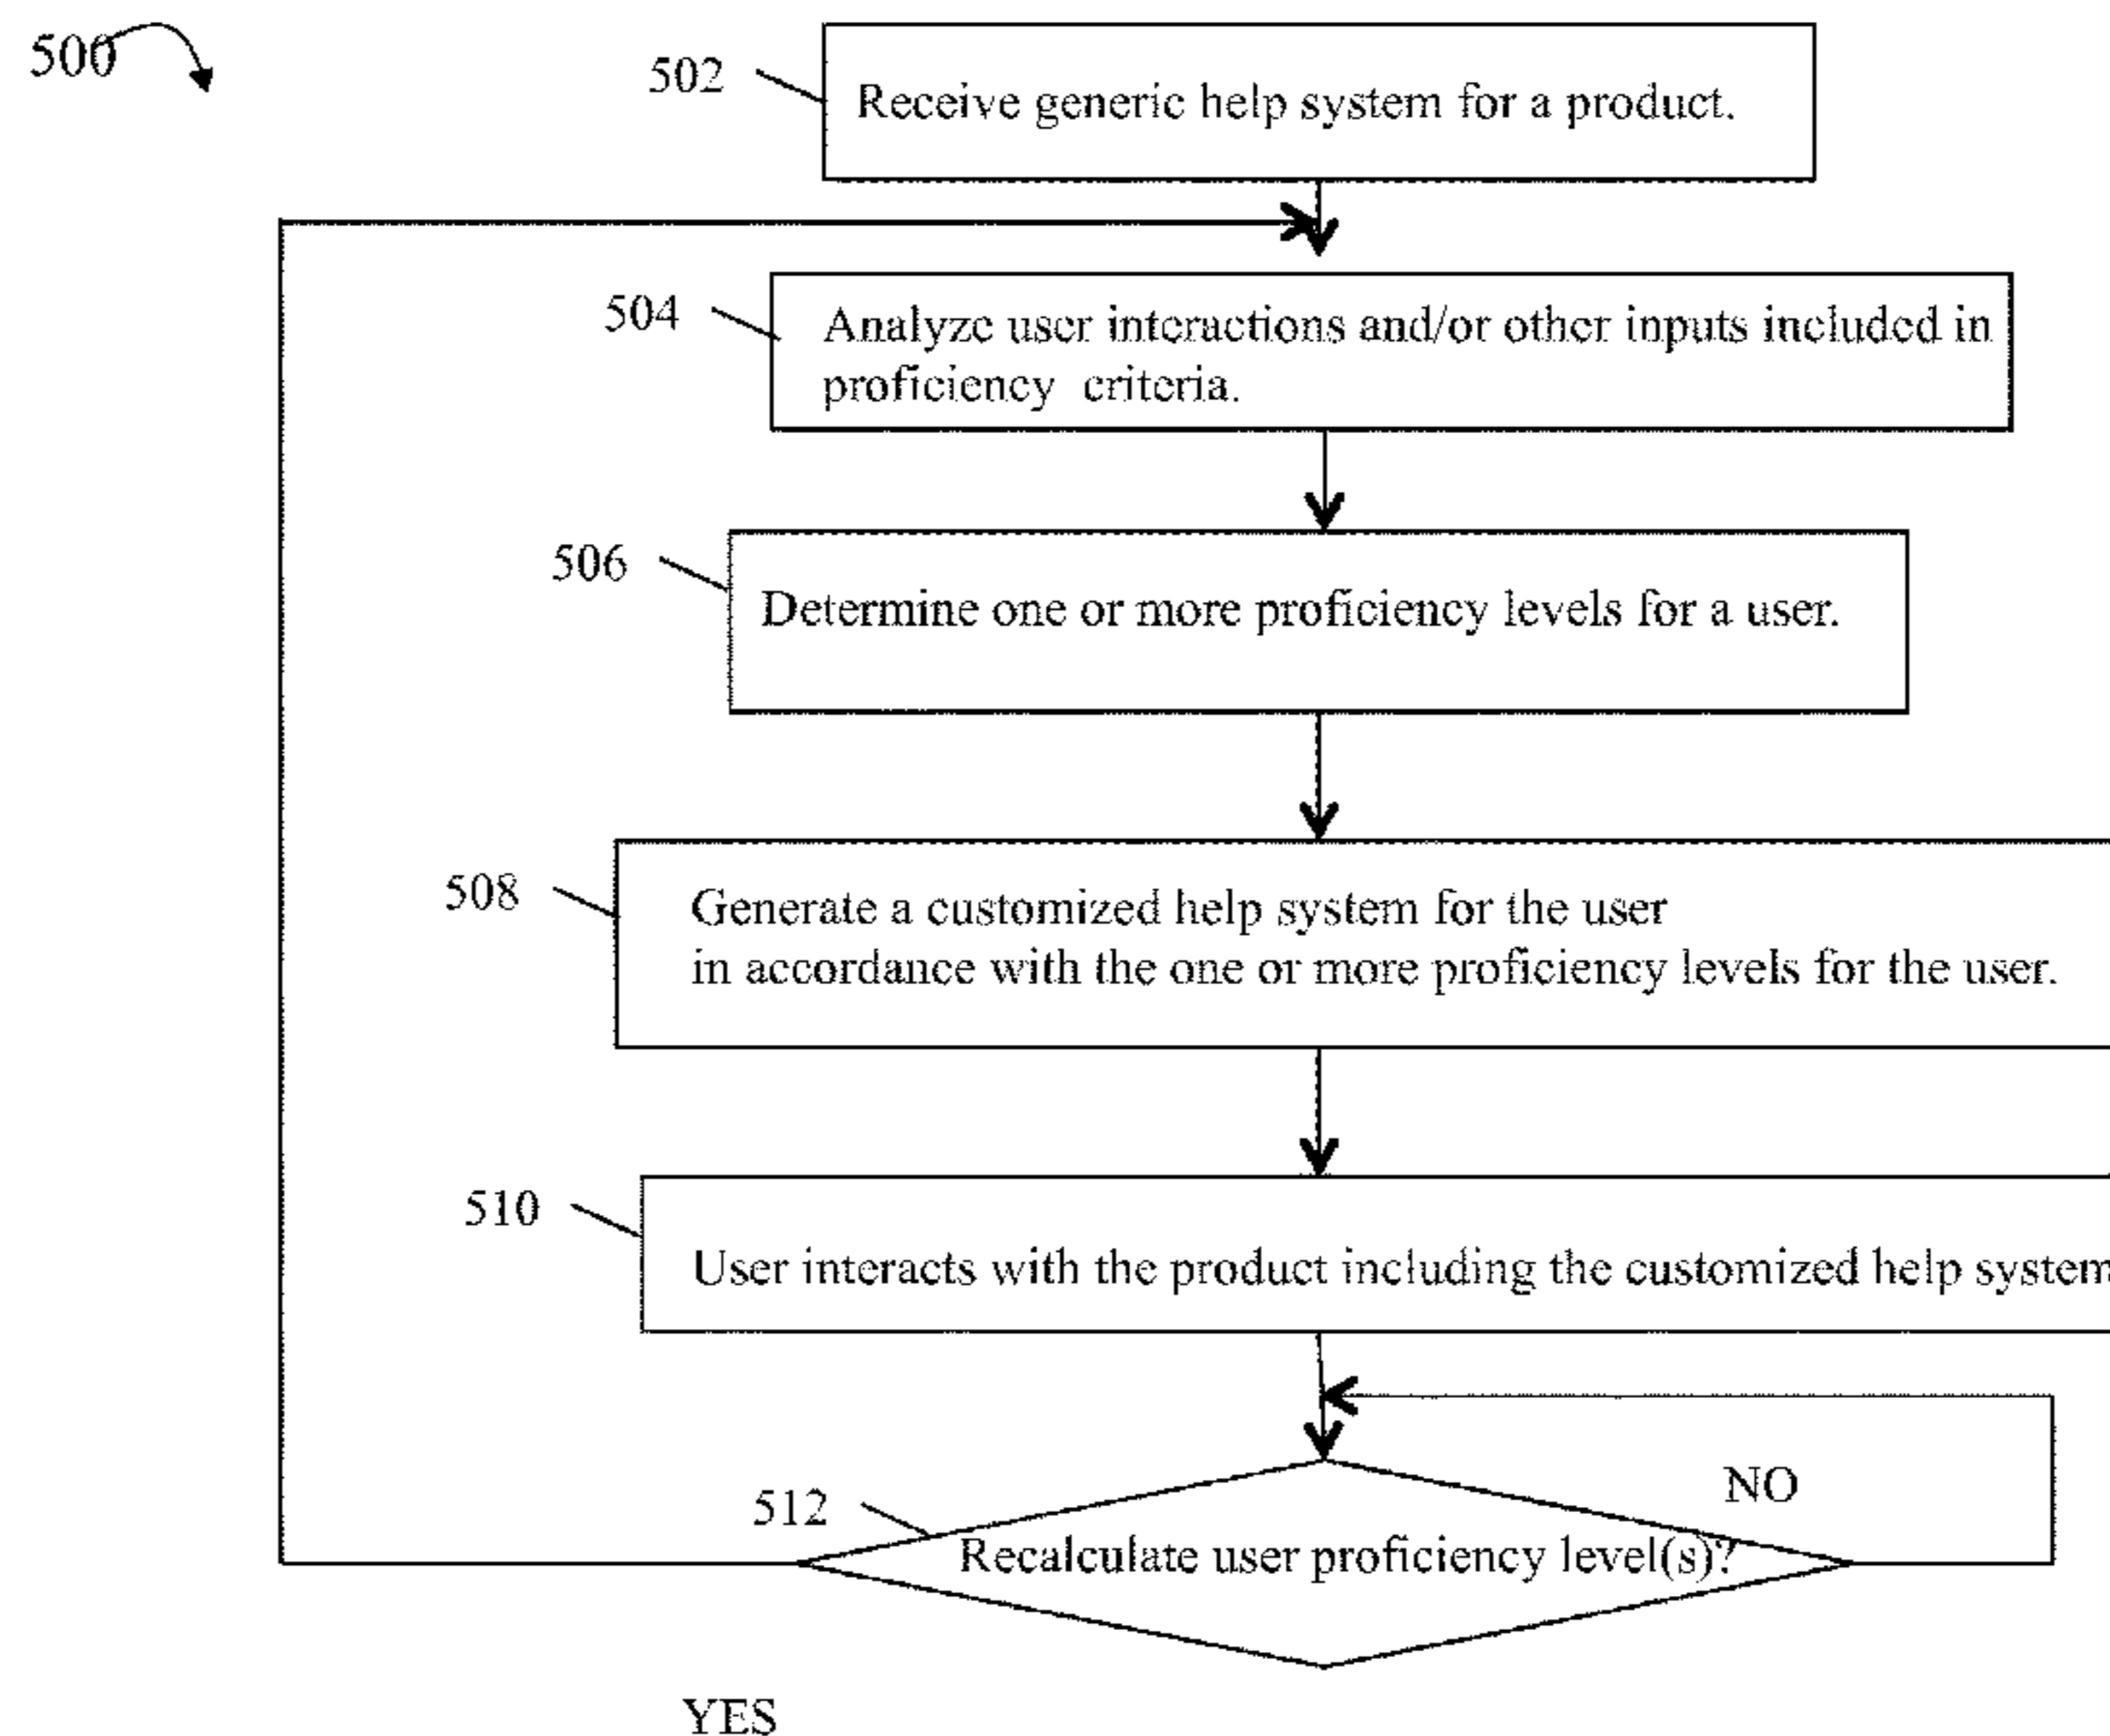 500
502
Receive generic help system for a product.
504
Analyze user interactions and/or other inputs included in
proficiency criteria.
506
Determine one or more proficiency levels for a user.
508
Generate a customized help system for the user
in accordance with the one or more proficiency levels for the user.
510
User interacts with the product including the customized help system
NO
512
Recalculate user proficiency level(s)?
YES